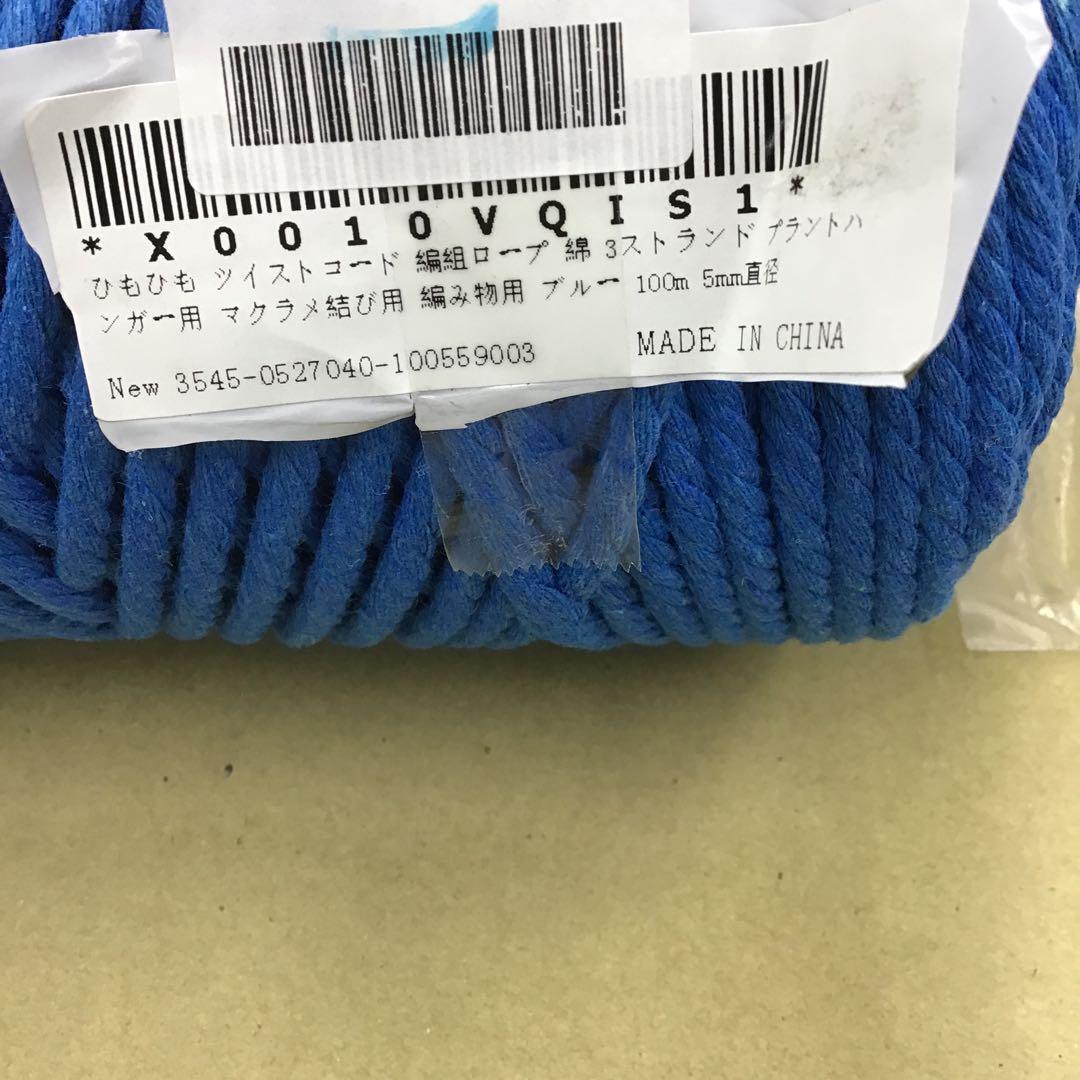 *X0010VQIS1*
ひもひも ツイストコード 編組ロープ 綿 3ストランド プラントハ
ンガー用 マクラメ結び用 編み物用 ブルー 100m 5mm直径
New 3545-0527040-100559003
MADE IN CHINA